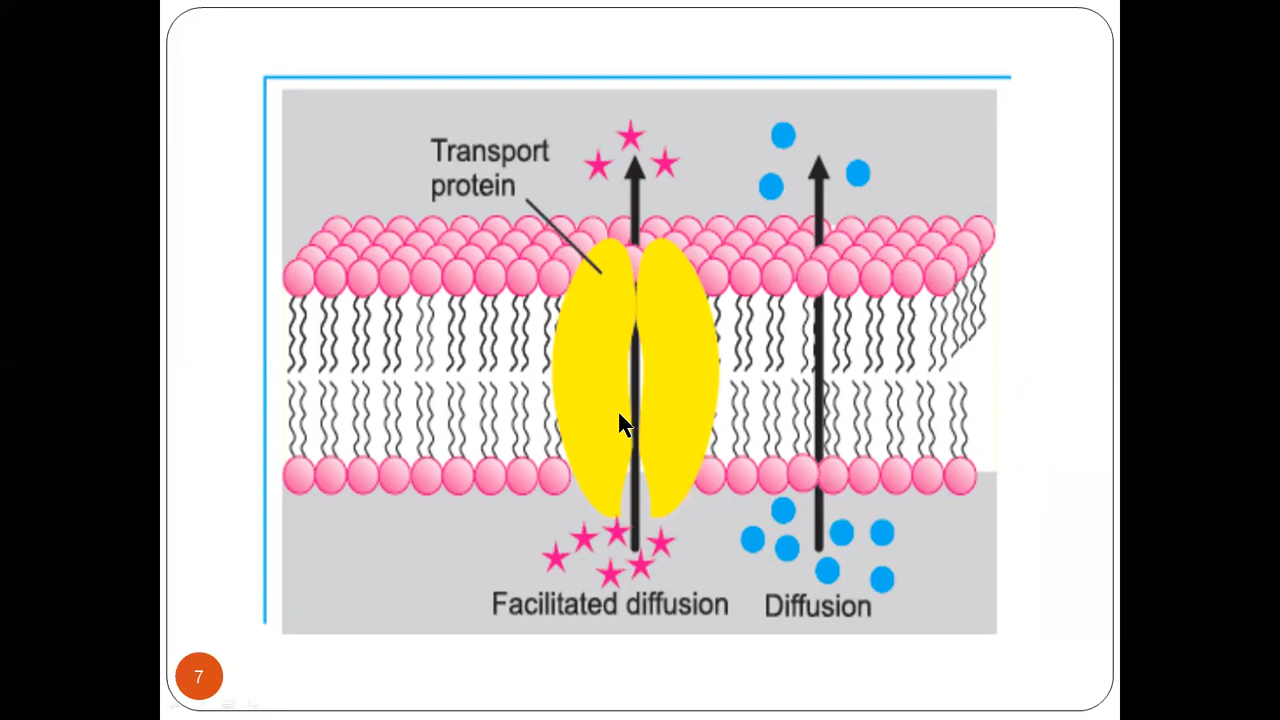 Transport
protein
Facilitated diffusion
Diffusion
7